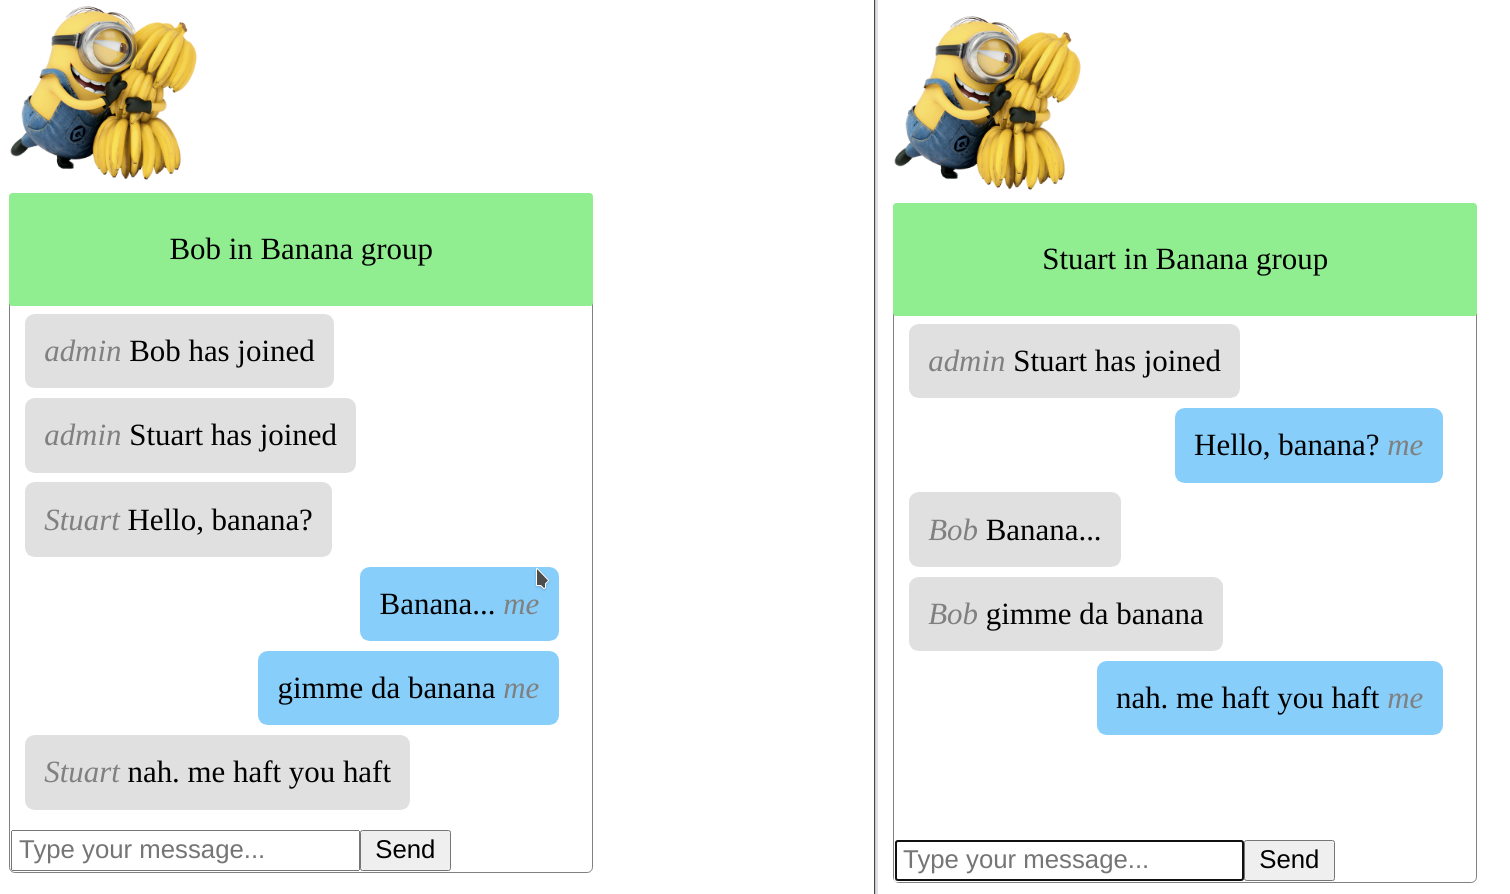 Bob in Banana group
admin Bob has joined
admin Stuart has joined
Stuart Hello, banana?
Banana... me
gimme da banana me
Stuart nah. me haft you haft
Type your message...
Send
Stuart in Banana group
admin Stuart has joined
Hello, banana? me
Bob Banana...
Bob gimme da banana
nah. me haft you haft me
Type your message...
Send